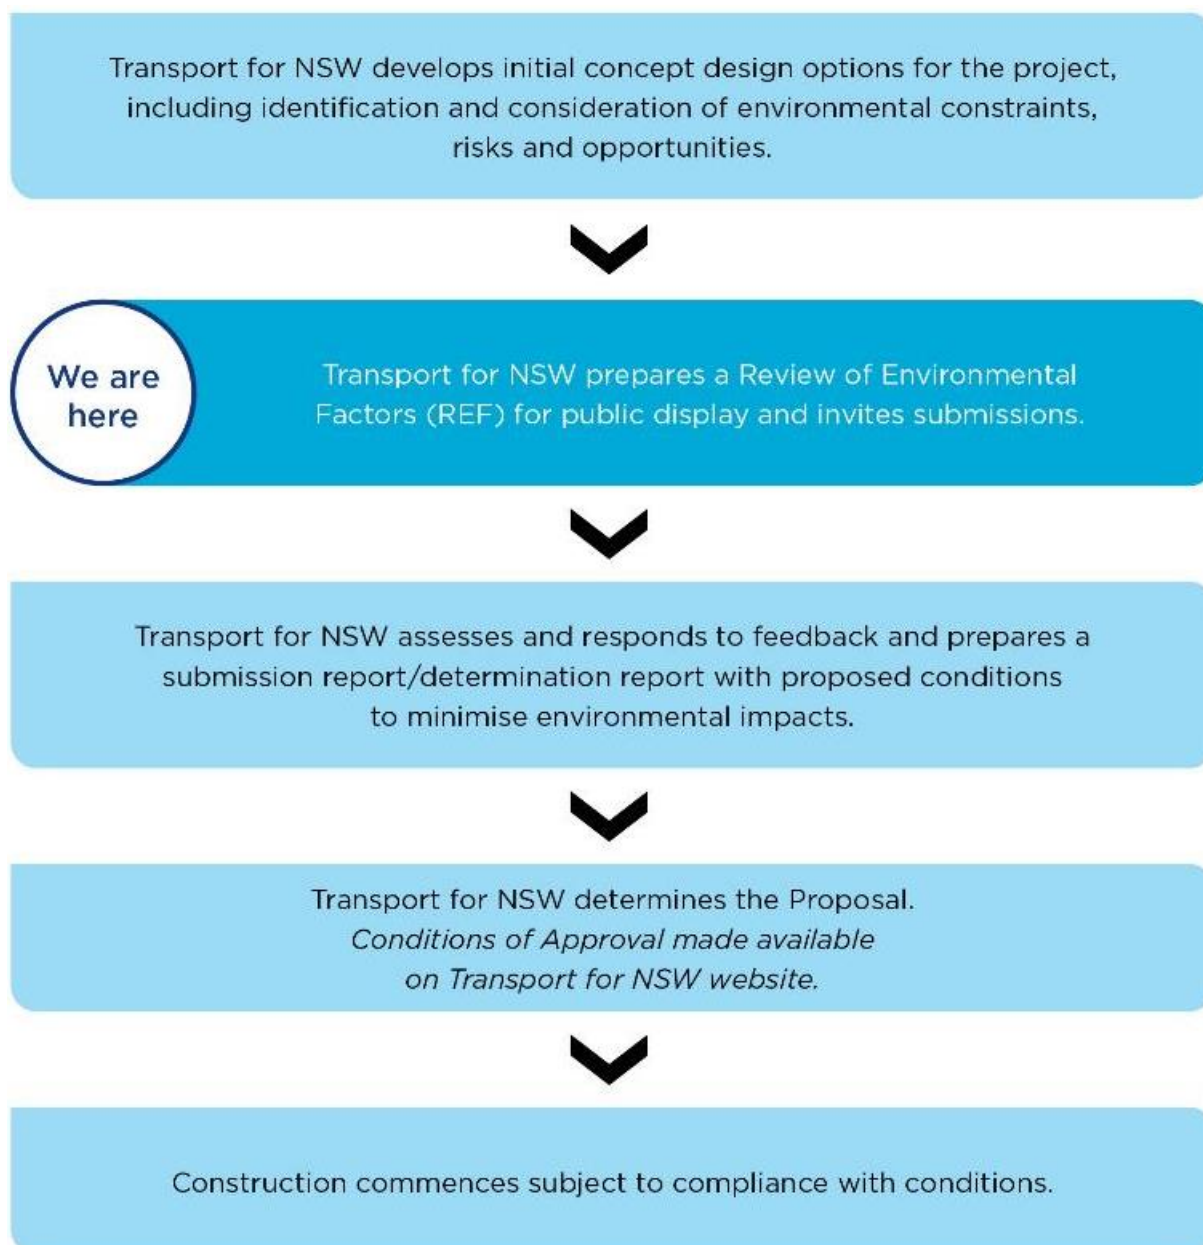 Transport for NSW develops initial concept design options for the project,
including identification and consideration of environmental constraints,
risks and opportunities.
We are
here
Transport for NSW prepares a Review of Environmental
Factors (REF) for public display and invites submissions.
Transport for NSW assesses and responds to feedback and prepares a
submission report/determination report with proposed conditions
to minimise environmental impacts.
Transport for NSW determines the Proposal.
Conditions of Approval made available
on Transport for NSW website.
Construction commences subject to compliance with conditions.